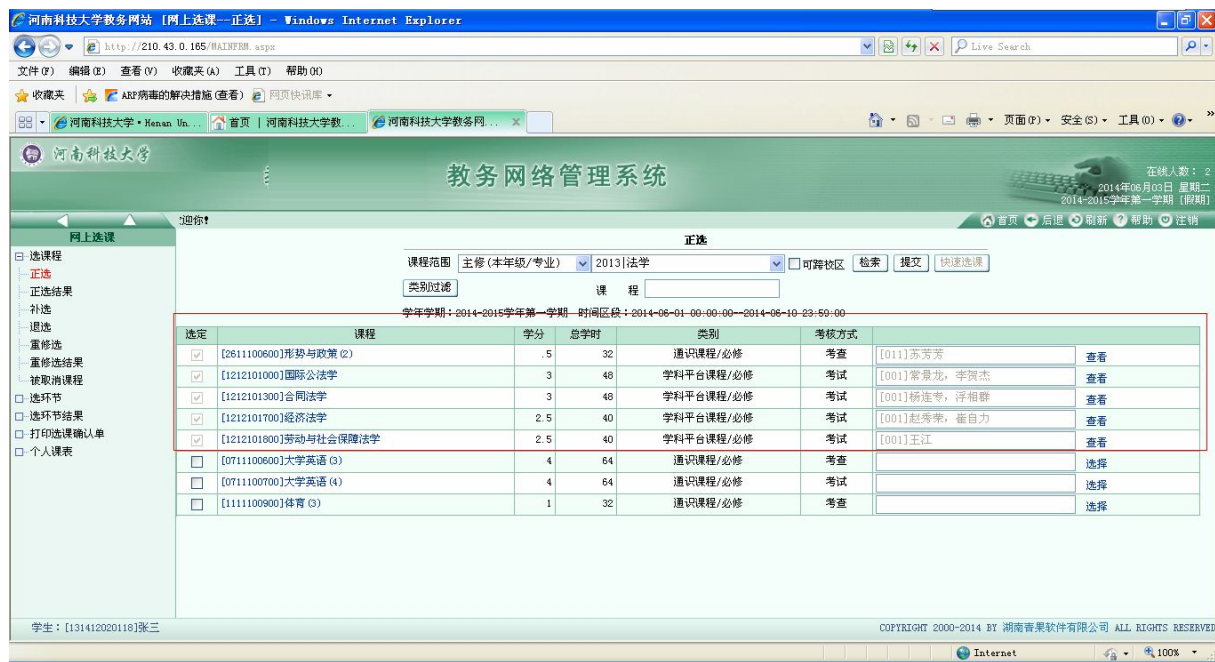 河南科技大学教务网站 [网上选课--正选] - Windows Internet Explorer
http://210.43.0.165/MAINFRM.aspx
Live Search
文件(F) 编辑(E) 查看(V) 收藏夹(A) 工具(T) 帮助(H)
收藏夹 ARP病毒的解决措施(查看) 网页快讯库
河南科技大学·Henan Un... 首页 | 河南科技大学教... 河南科技大学教务网... 页面(P) 安全(S) 工具(O)
河南科技大学
教务网络管理系统
在线人数: 2
2014年06月03日 星期二
2014-2015学年第一学期 [假期]
迎你!
首页 后退 刷新 帮助 注销
网上选课
选课程
正选
正选结果
补选
退选
重修选
重修选结果
被取消课程
选环节
选环节结果
打印选课确认单
个人课表
正选
课程范围 主修(本年级/专业) 2013|法学 可跨校区 检索 提交 快速选课
类别过滤 课 程
学年学期:2014-2015学年第一学期 时间区段:2014-06-01 00:00:00--2014-06-10 23:59:00
选定 课程 学分 总学时 类别 考核方式
[2611100600]形势与政策(2) .5 32 通识课程/必修 考查 [011]苏芳芳 查看
[1212101000]国际公法学 3 48 学科平台课程/必修 考试 [001]常景龙, 李贺杰 查看
[1212101300]合同法学 3 48 学科平台课程/必修 考试 [001]杨连专, 浮相群 查看
[1212101700]经济法学 2.5 40 学科平台课程/必修 考试 [001]赵秀荣, 崔自力 查看
[1212101800]劳动与社会保障法学 2.5 40 学科平台课程/必修 考试 [001]王江 查看
[0711100600]大学英语(3) 4 64 通识课程/必修 考查 选择
[0711100700]大学英语(4) 4 64 通识课程/必修 考试 选择
[1111100900]体育(3) 1 32 通识课程/必修 考查 选择
学生:[131412020118]张三
COPYRIGHT 2000-2014 BY 湖南青果软件有限公司 ALL RIGHTS RESERVED
Internet 100%